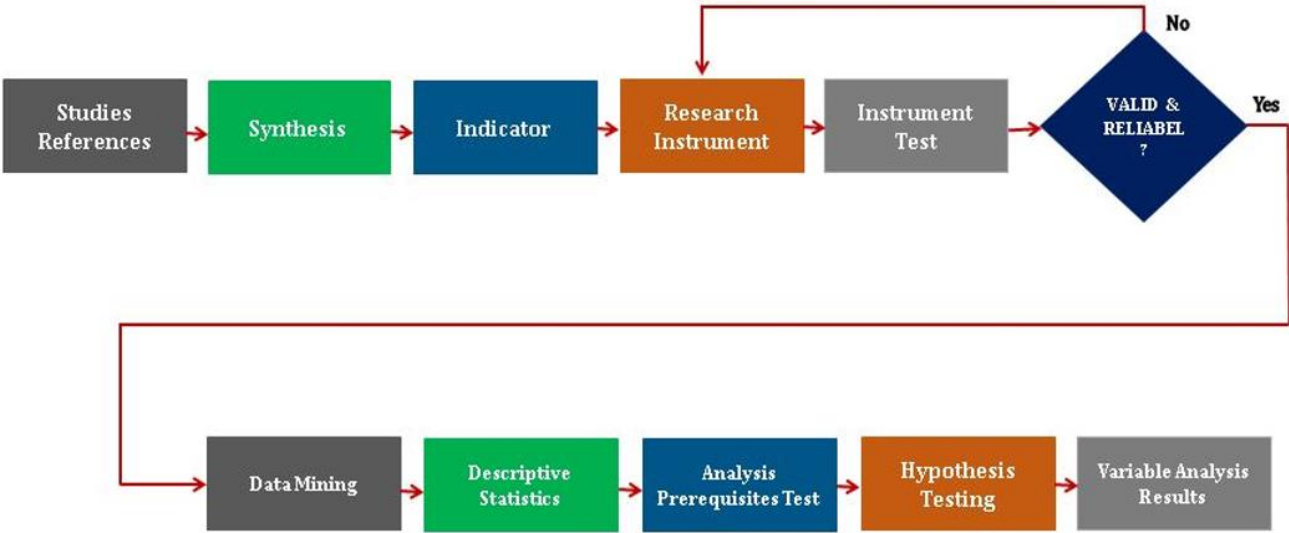 Studies
References
Synthesis
Indicator
Research
Instrument
Instrument
Test
VALID &
RELIABEL
?
No
Yes
Data Mining
Descriptive
Statistics
Analysis
Prerequisites Test
Hypothesis
Testing
Variable Analysis
Results